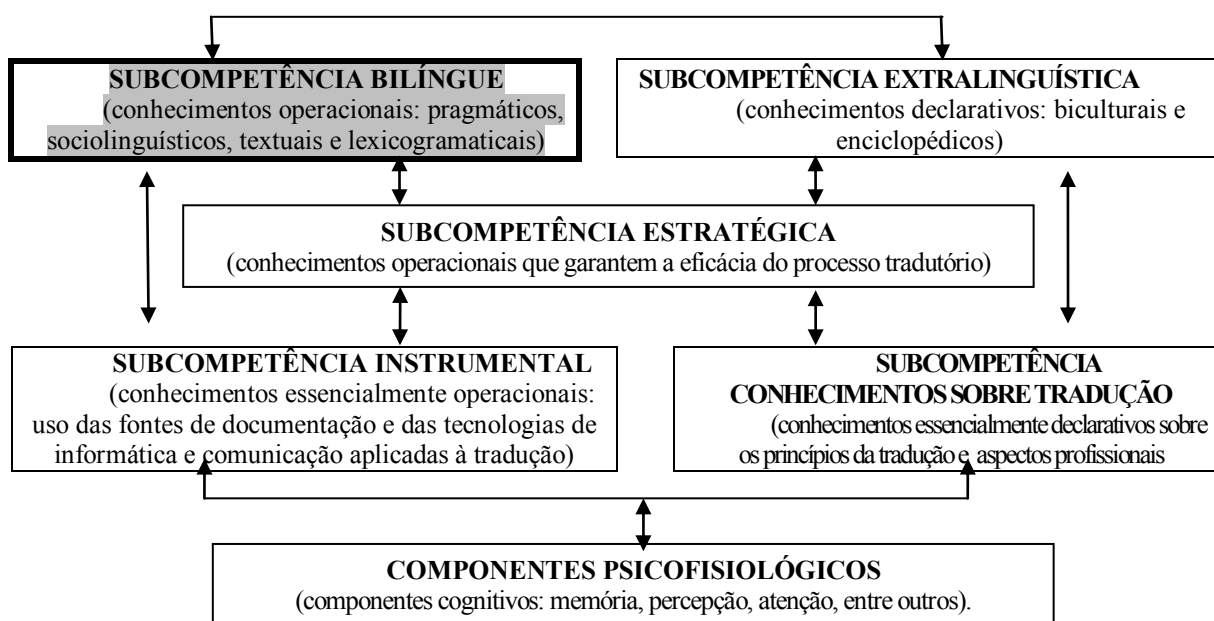 SUBCOMPETÊNCIA BILÍNGUE
(conhecimentos operacionais: pragmáticos,
sociolinguísticos, textuais e lexicogramaticais)
SUBCOMPETÊNCIA EXTRALINGUÍSTICA
(conhecimentos declarativos: biculturais e
enciclopédicos)
SUBCOMPETÊNCIA ESTRATÉGICA
(conhecimentos operacionais que garantem a eficácia do processo tradutório)
SUBCOMPETÊNCIA INSTRUMENTAL
(conhecimentos essencialmente operacionais:
uso das fontes de documentação e das tecnologias de
informática e comunicação aplicadas à tradução)
SUBCOMPETÊNCIA
CONHECIMENTOS SOBRE TRADUÇÃO
(conhecimentos essencialmente declarativos sobre
os princípios da tradução e aspectos profissionais
COMPONENTES PSICOFISIOLÓGICOS
(componentes cognitivos: memória, percepção, atenção, entre outros).